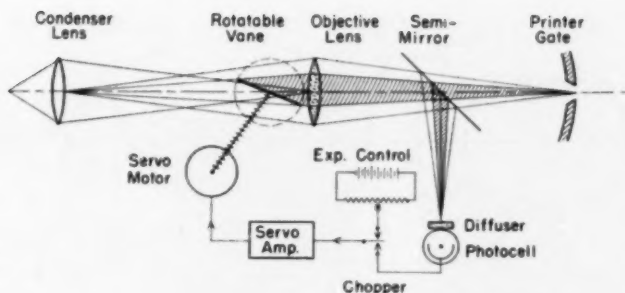 Condenser
Lens
Rotatable
Vane
Objective
Lens
Semi-
Mirror
Printer
Gate
Servo
Motor
Exp. Control
Servo
Amp.
Diffuser
Photocell
Chopper